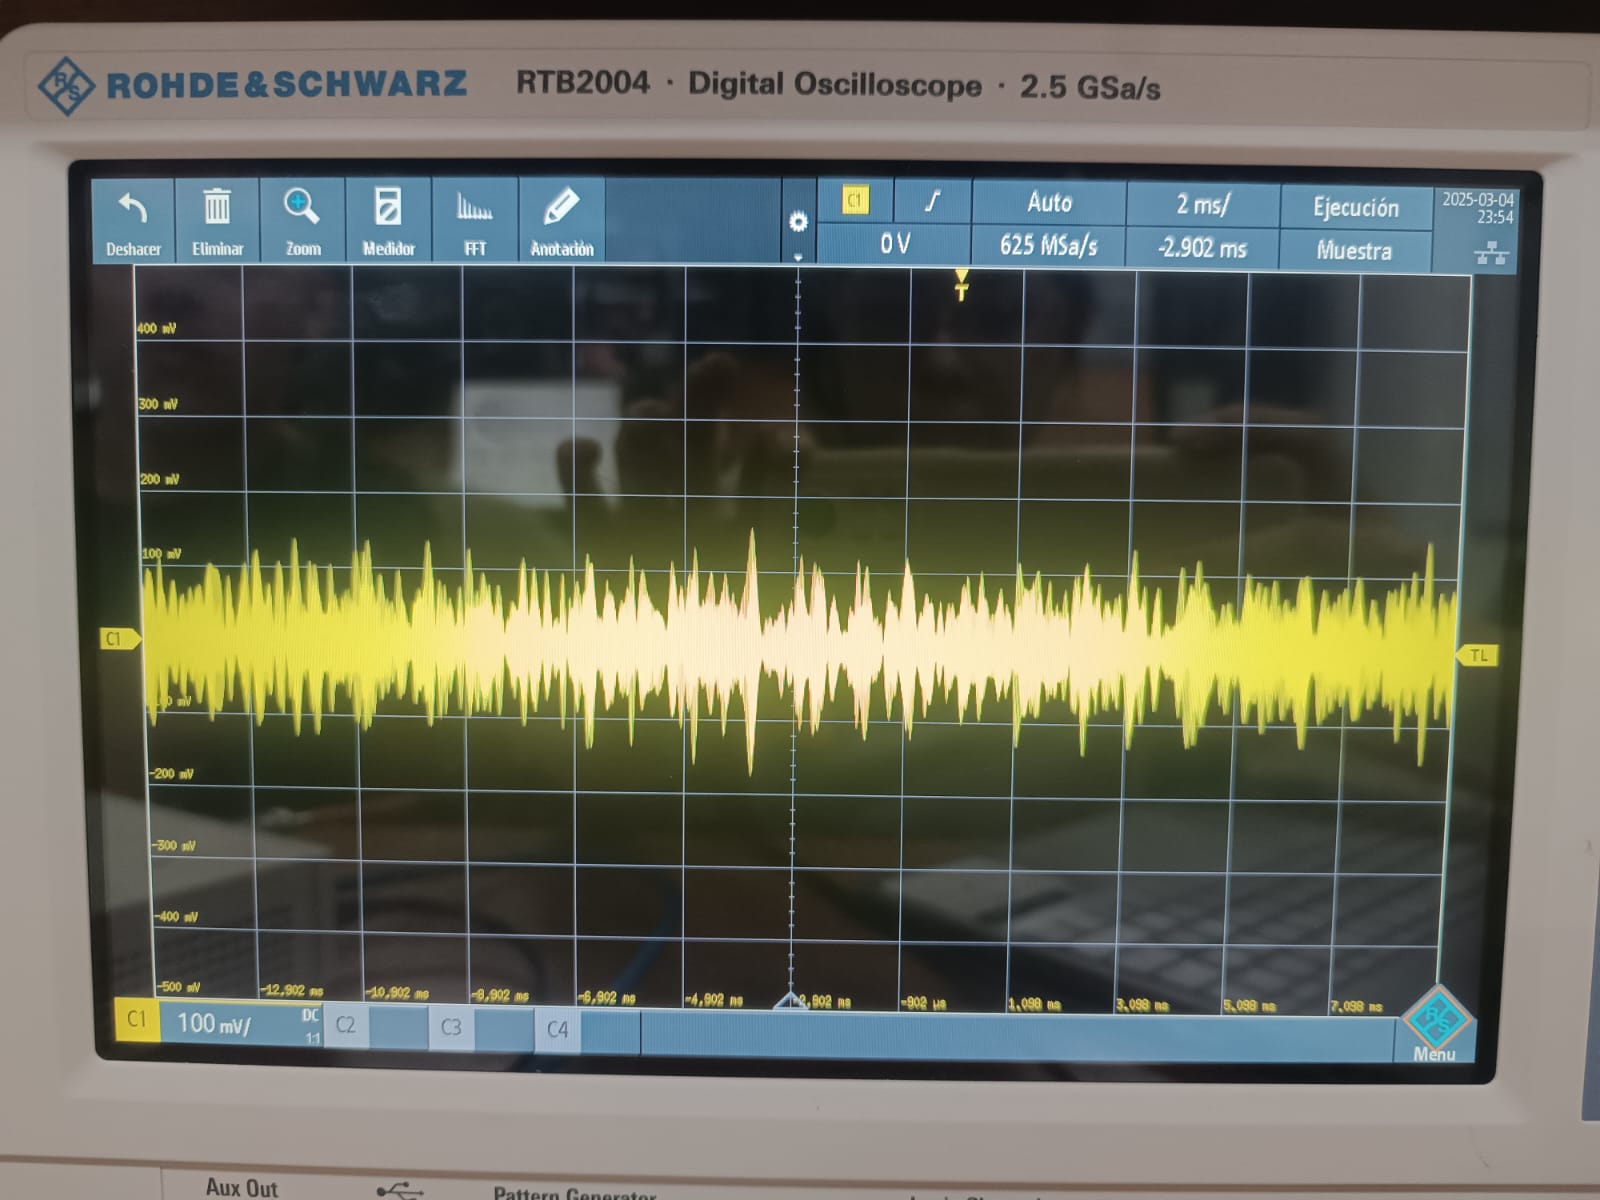 ROHDE&SCHWARZ RTB2004 · Digital Oscilloscope · 2.5 GSa/s
Deshacer Eliminar Zoom Medidor FFT Anotación
C1 Auto 2 ms/ Ejecución 2025-03-04
23:54
0 V 625 MSa/s -2.902 ms Muestra
T
400 mV
300 mV
200 mV
100 mV
C1
TL
-200 mV
-300 mV
-400 mV
-500 mV -12,902 ms -10,902 ms -8,902 ms -6,902 ms -4,902 ms -2,902 ms -902 µs 1,098 ms 3,098 ms 5,098 ms 7,098 ms
C1 100 mV/ DC
1:1
C2 C3 C4
R&S
Menu
Aux Out Pattern Generator